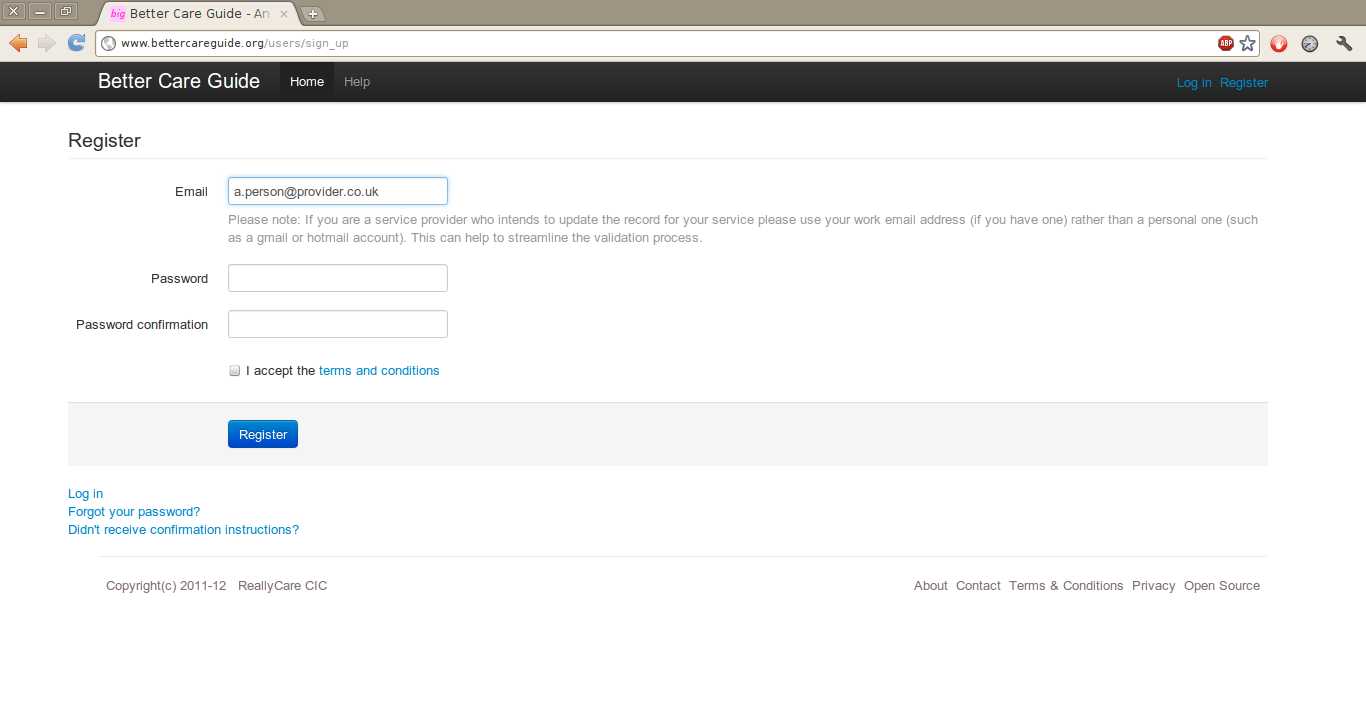 big Better Care Guide - An
www.bettercareguide.org/users/sign_up
ABP
Better Care Guide Home Help Log in Register
Register
Email a.person@provider.co.uk
Please note: If you are a service provider who intends to update the record for your service please use your work email address (if you have one) rather than a personal one (such
as a gmail or hotmail account). This can help to streamline the validation process.
Password
Password confirmation
I accept the terms and conditions
Register
Log in
Forgot your password?
Didn't receive confirmation instructions?
Copyright(c) 2011-12 ReallyCare CIC About Contact Terms & Conditions Privacy Open Source